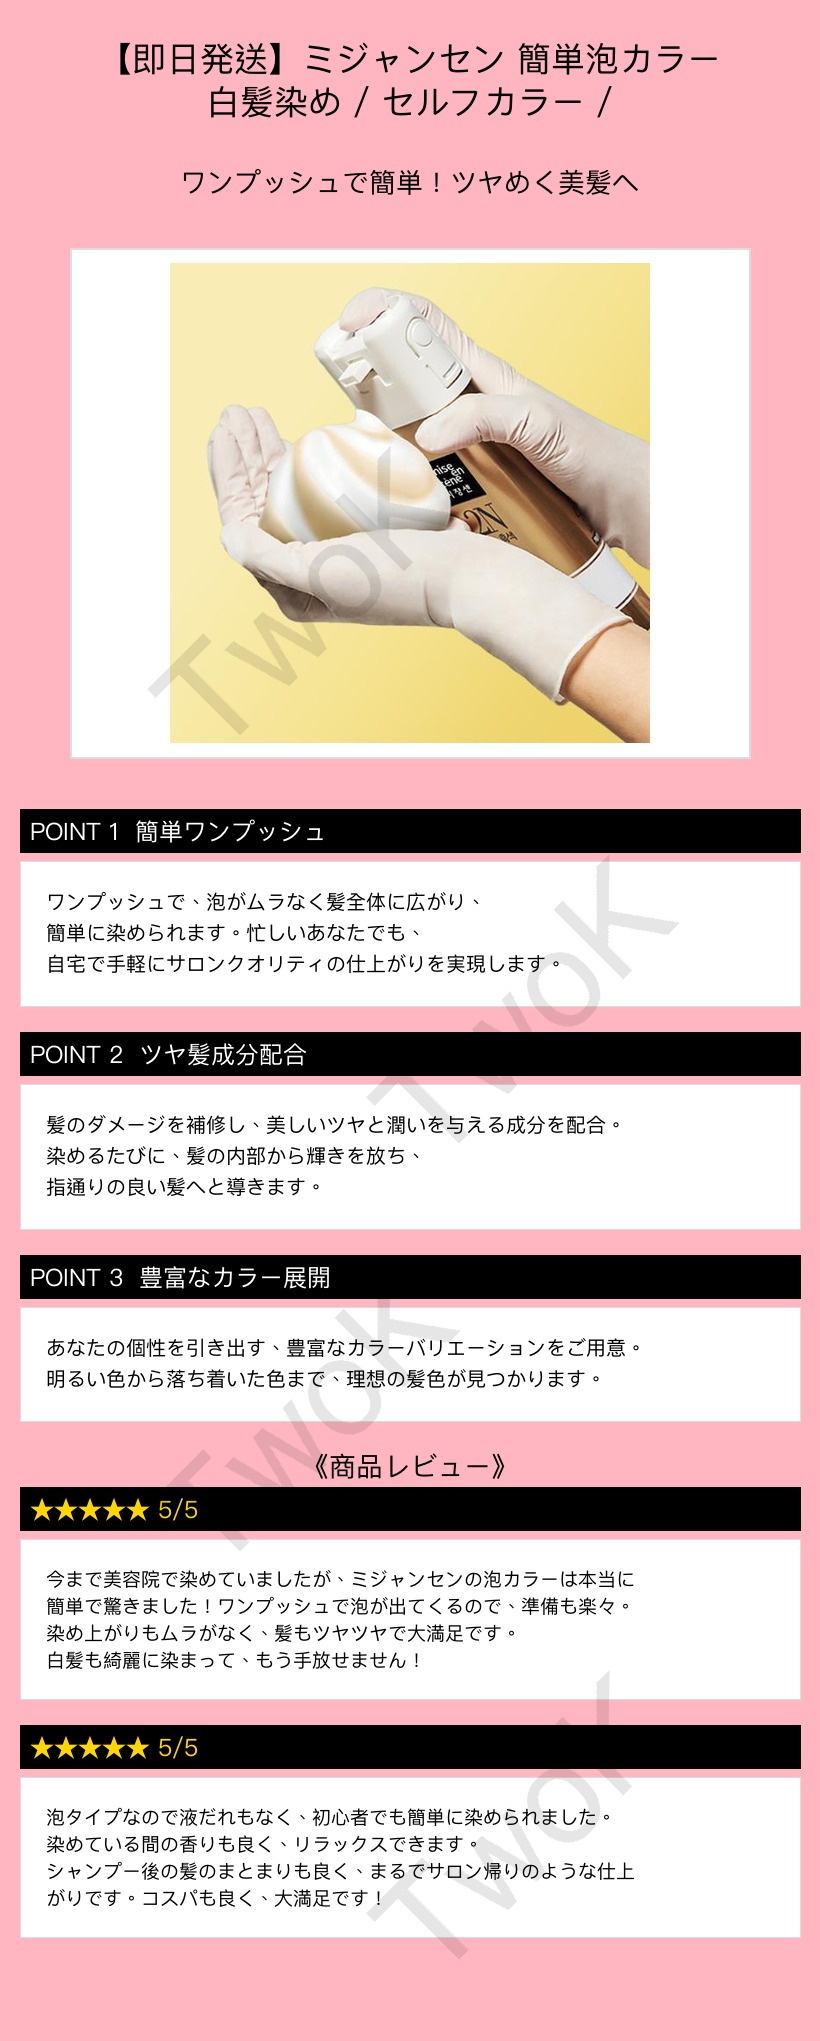 【即日発送】ミジャンセン 簡単泡カラー
白髪染め / セルフカラー /
ワンプッシュで簡単！ツヤめく美髪へ
mise
en
scène
미장센
2N
TwoK
POINT 1 簡単ワンプッシュ
ワンプッシュで、泡がムラなく髪全体に広がり、
簡単に染められます。忙しいあなたでも、
自宅で手軽にサロンクオリティの仕上がりを実現します。
TwoK
POINT 2 ツヤ髪成分配合
髪のダメージを補修し、美しいツヤと潤いを与える成分を配合。
染めるたびに、髪の内部から輝きを放ち、
指通りの良い髪へと導きます。
POINT 3 豊富なカラー展開
あなたの個性を引き出す、豊富なカラーバリエーションをご用意。
明るい色から落ち着いた色まで、理想の髪色が見つかります。
TwoK
《商品レビュー》
★★★★★ 5/5
今まで美容院で染めていましたが、ミジャンセンの泡カラーは本当に
簡単で驚きました！ワンプッシュで泡が出てくるので、準備も楽々。
染め上がりもムラがなく、髪もツヤツヤで大満足です。
白髪も綺麗に染まって、もう手放せません！
★★★★★ 5/5
泡タイプなので液だれもなく、初心者でも簡単に染められました。
染めている間の香りも良く、リラックスできます。
シャンプー後の髪のまとまりも良く、まるでサロン帰りのような仕上
がりです。コスパも良く、大満足です！
TwoK